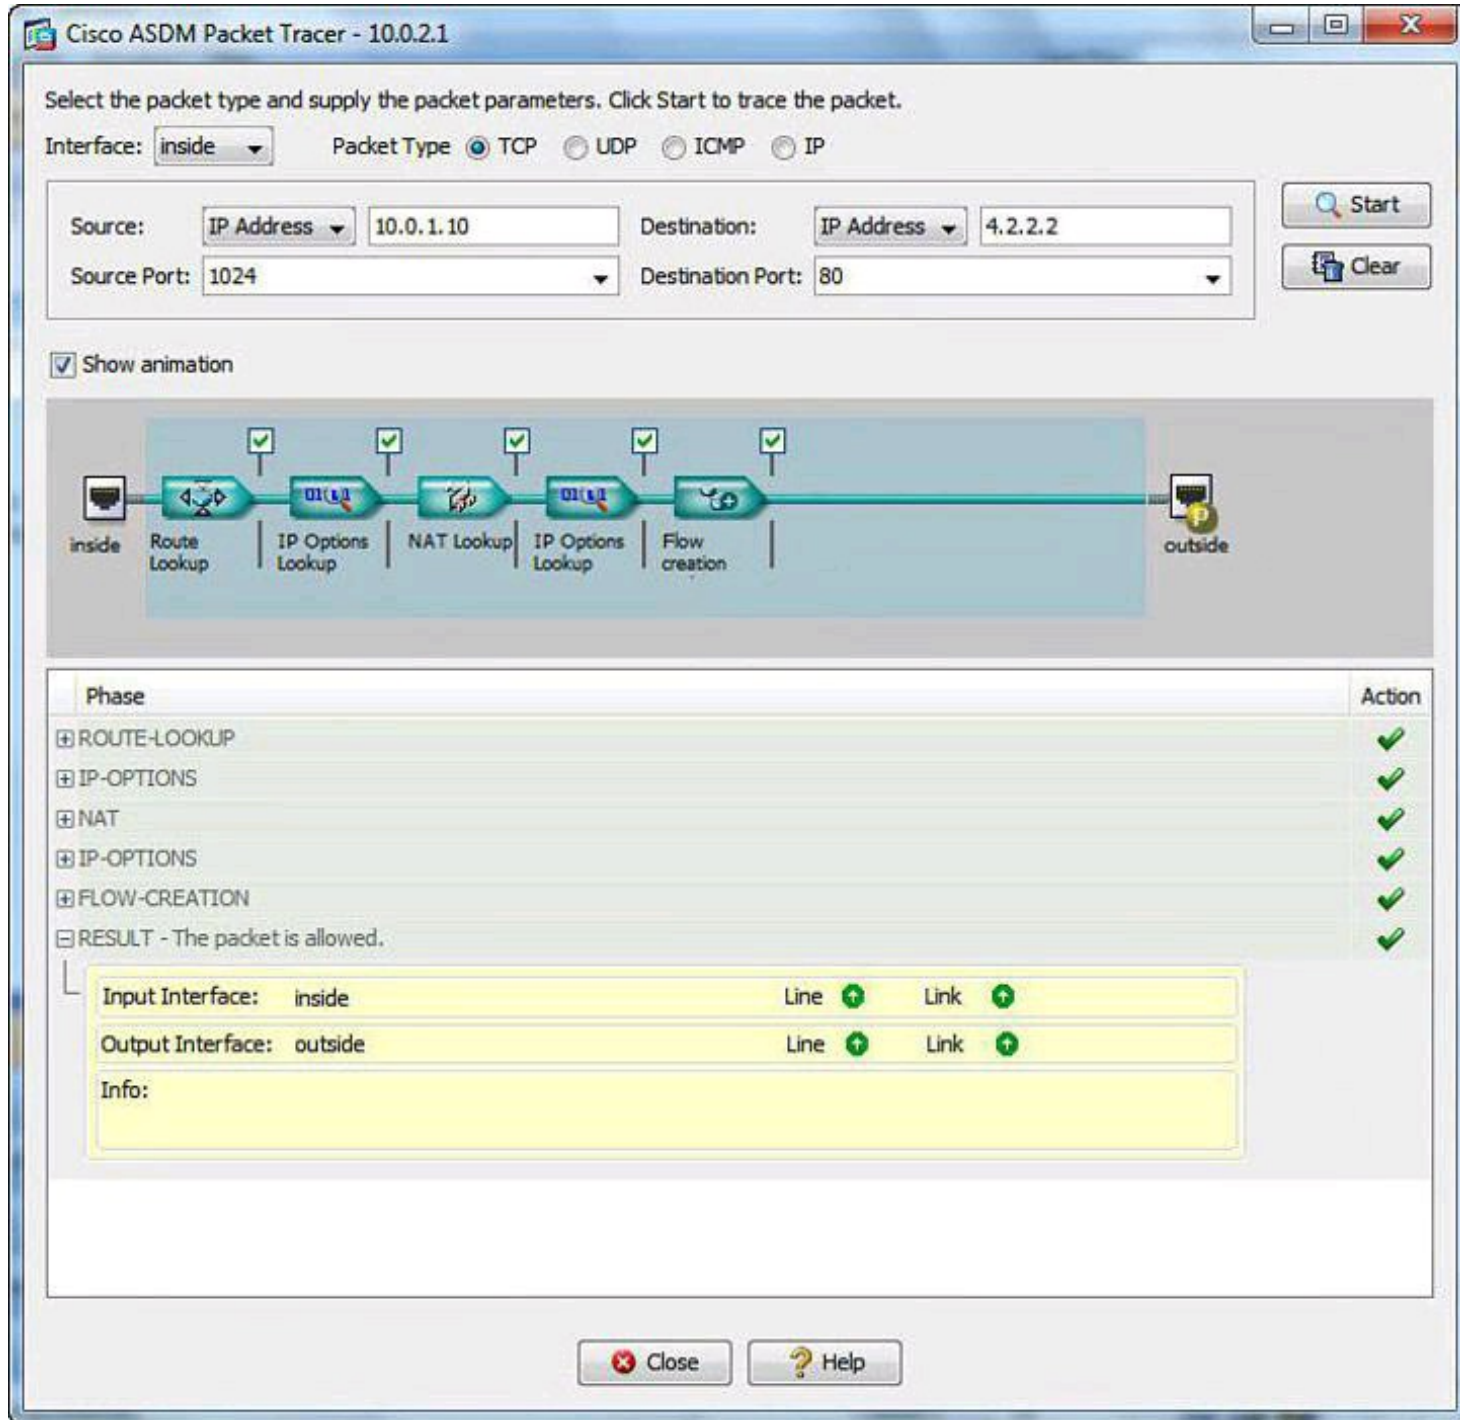 Cisco ASDM Packet Tracer - 10.0.2.1
Select the packet type and supply the packet parameters. Click Start to trace the packet.
Interface: inside Packet Type TCP UDP ICMP IP
Source: IP Address 10.0.1.10 Destination: IP Address 4.2.2.2
Start
Source Port: 1024 Destination Port: 80
Clear
Show animation
inside
Route
Lookup
IP Options
Lookup
NAT Lookup
IP Options
Lookup
Flow
creation
outside
Phase Action
ROUTE-LOOKUP
IP-OPTIONS
NAT
IP-OPTIONS
FLOW-CREATION
RESULT - The packet is allowed.
Input Interface: inside Line Link
Output Interface: outside Line Link
Info:
Close Help